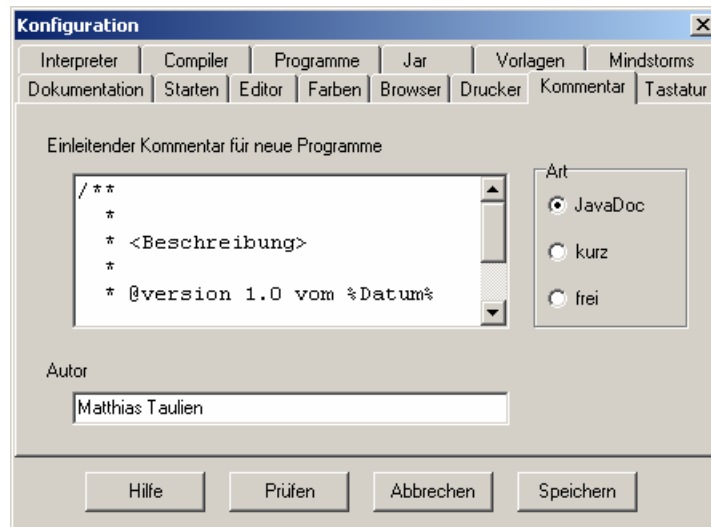 Konfiguration
Interpreter Compiler Programme Jar Vorlagen Mindstorms
Dokumentation Starten Editor Farben Browser Drucker Kommentar Tastatur
Einleitender Kommentar für neue Programme
Art
/**
*
* <Beschreibung>
*
* @version 1.0 vom %Datum%
JavaDoc
kurz
frei
Autor
Matthias Taulien
Hilfe Prüfen Abbrechen Speichern